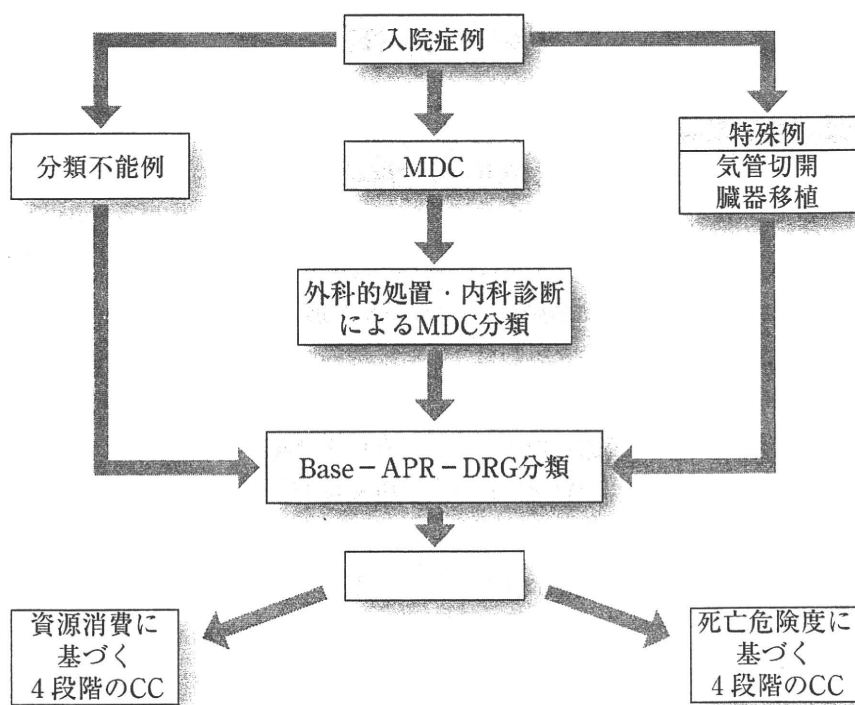 入院症例
分類不能例
MDC
特殊例
気管切開
臓器移植
外科的処置・内科診断
によるMDC分類
Base－APR－DRG分類
資源消費に
基づく
4段階のCC
死亡危険度に
基づく
4段階のCC